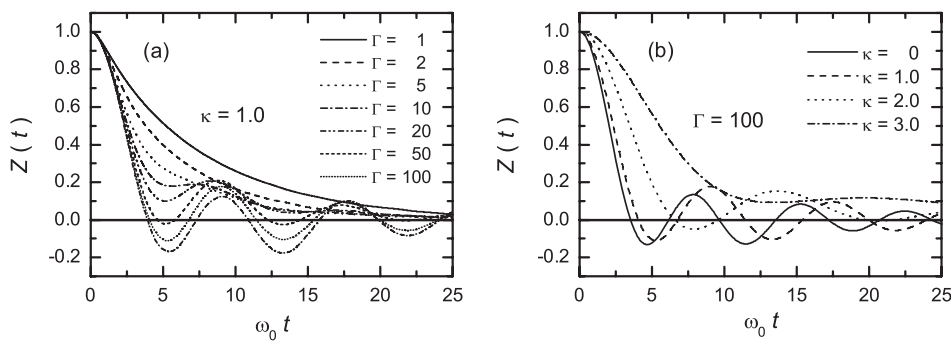 (a)
κ = 1.0
Γ = 1
Γ = 2
Γ = 5
Γ = 10
Γ = 20
Γ = 50
Γ = 100
Z ( t )
1.0
0.8
0.6
0.4
0.2
0.0
-0.2
0 5 10 15 20 25
ω₀ t
(b)
Γ = 100
κ = 0
κ = 1.0
κ = 2.0
κ = 3.0
Z ( t )
1.0
0.8
0.6
0.4
0.2
0.0
-0.2
0 5 10 15 20 25
ω₀ t